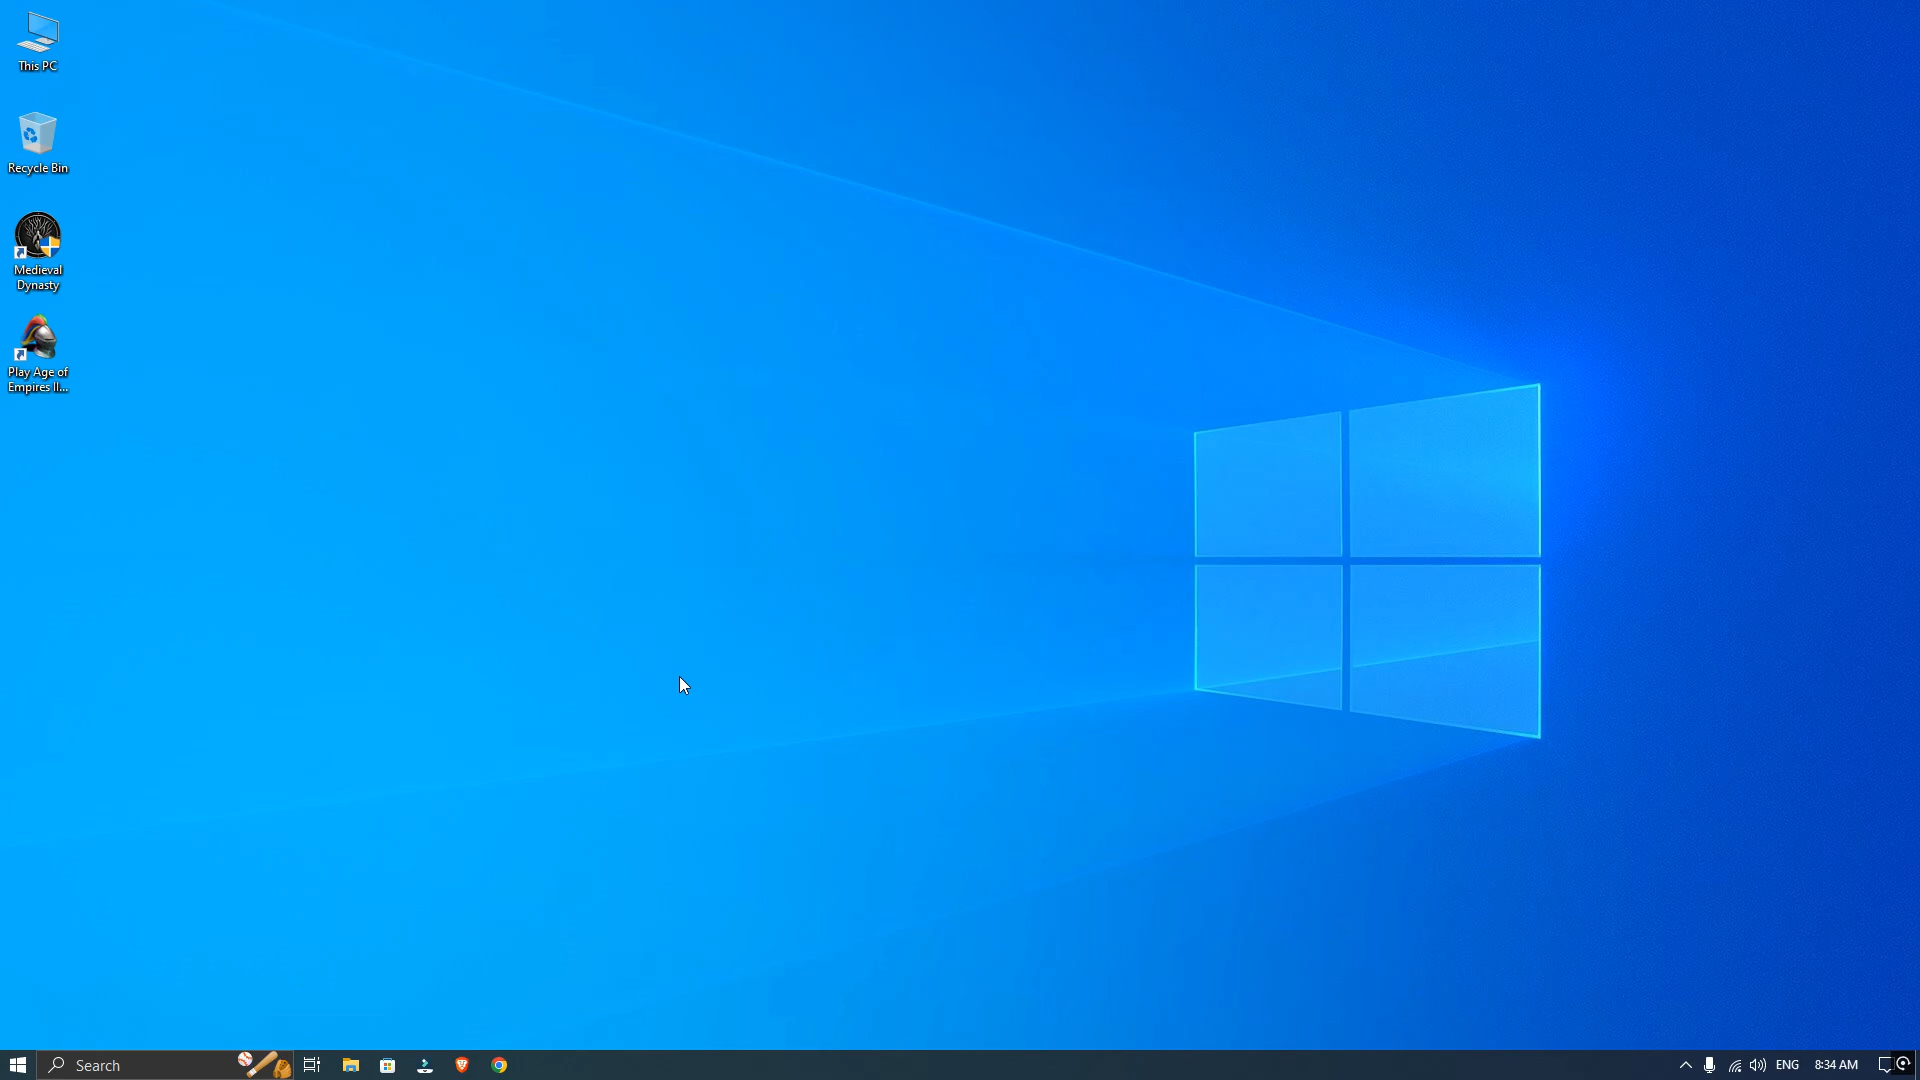 This PC
Recycle Bin
Medieval
Dynasty
Play Age of
Empires II...
Search
ENG
8:34 AM